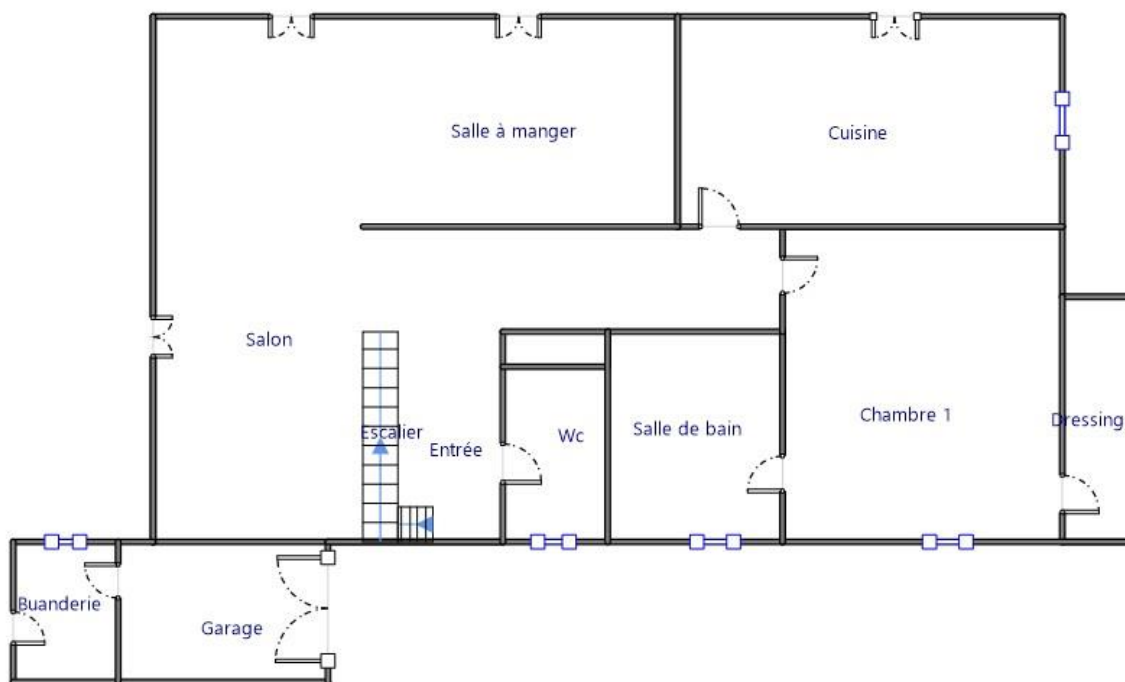 Salle à manger
Cuisine
Salon
Escalier
Entrée
Wc
Salle de bain
Chambre 1
Dressing
Buanderie
Garage